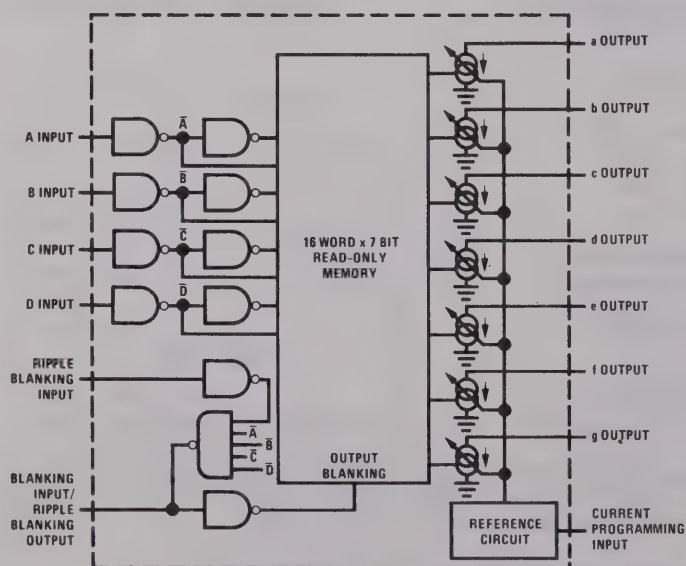 A INPUT
B INPUT
C INPUT
D INPUT
RIPPLE
BLANKING
INPUT
BLANKING
INPUT/
RIPPLE
BLANKING
OUTPUT
A̅
B̅
C̅
D̅
A̅
B̅
C̅
D̅
16 WORD x 7 BIT
READ-ONLY
MEMORY
OUTPUT
BLANKING
a OUTPUT
b OUTPUT
c OUTPUT
d OUTPUT
e OUTPUT
f OUTPUT
g OUTPUT
REFERENCE
CIRCUIT
CURRENT
PROGRAMMING
INPUT